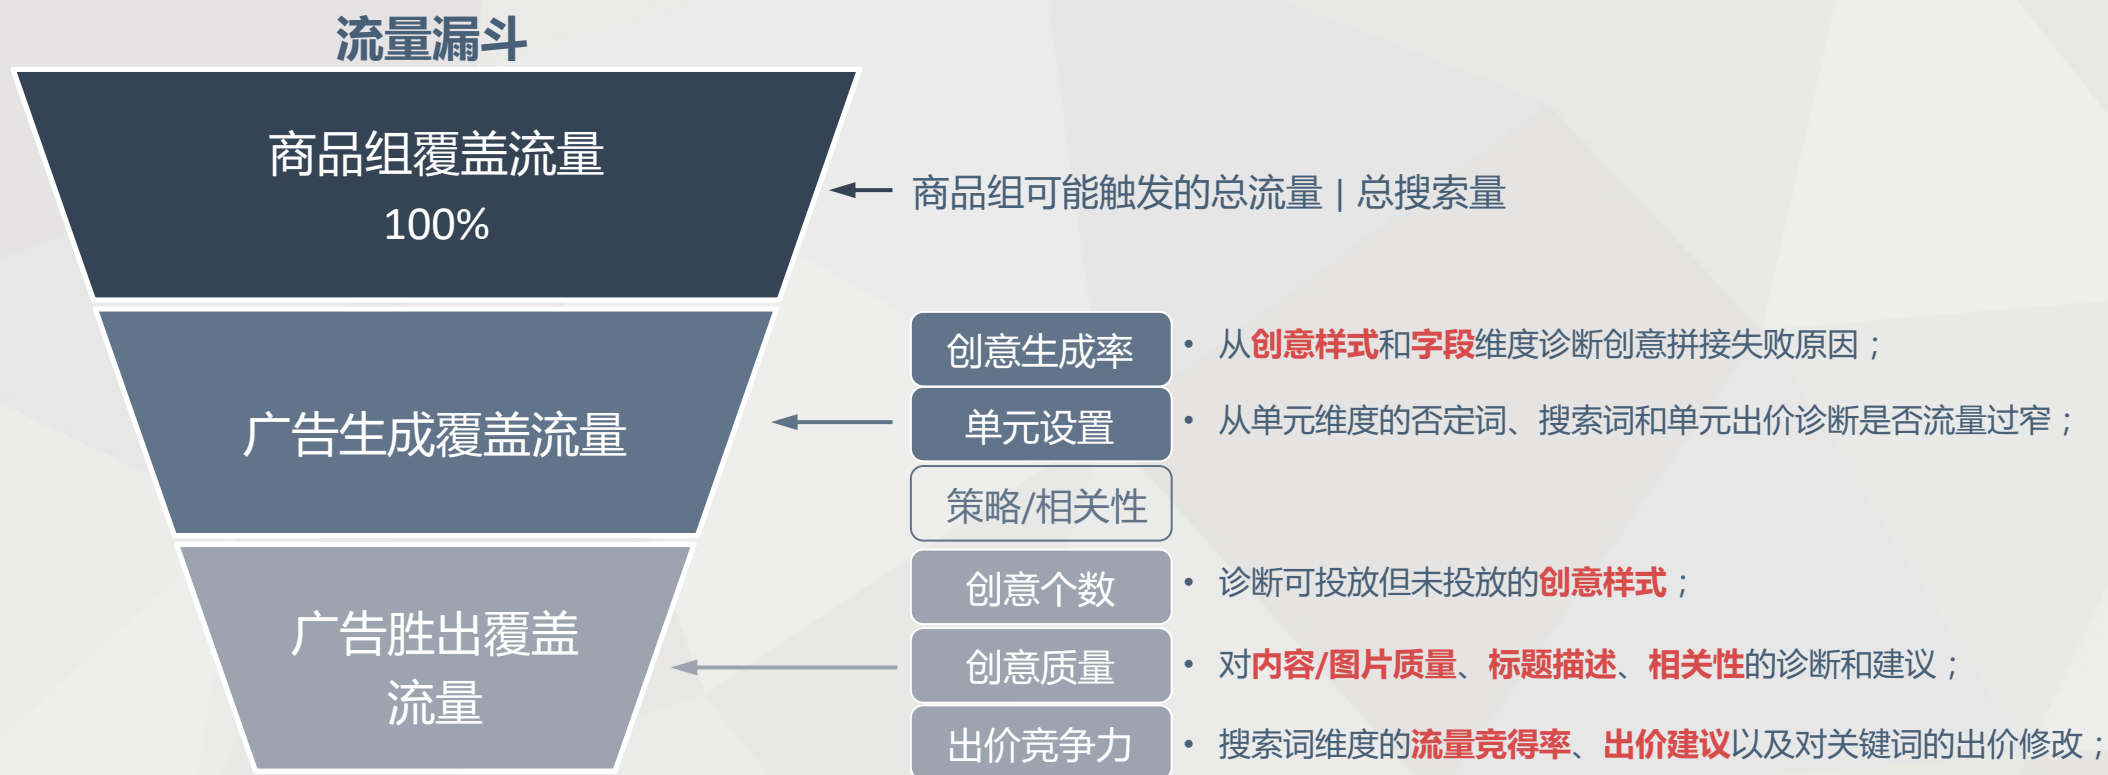 流量漏斗
商品组覆盖流量
100%
商品组可能触发的总流量 | 总搜索量
广告生成覆盖流量
创意生成率
• 从创意样式和字段维度诊断创意拼接失败原因；
单元设置
• 从单元维度的否定词、搜索词和单元出价诊断是否流量过窄；
策略/相关性
广告胜出覆盖
流量
创意个数
• 诊断可投放但未投放的创意样式；
创意质量
• 对内容/图片质量、标题描述、相关性的诊断和建议；
出价竞争力
• 搜索词维度的流量竞得率、出价建议以及对关键词的出价修改；